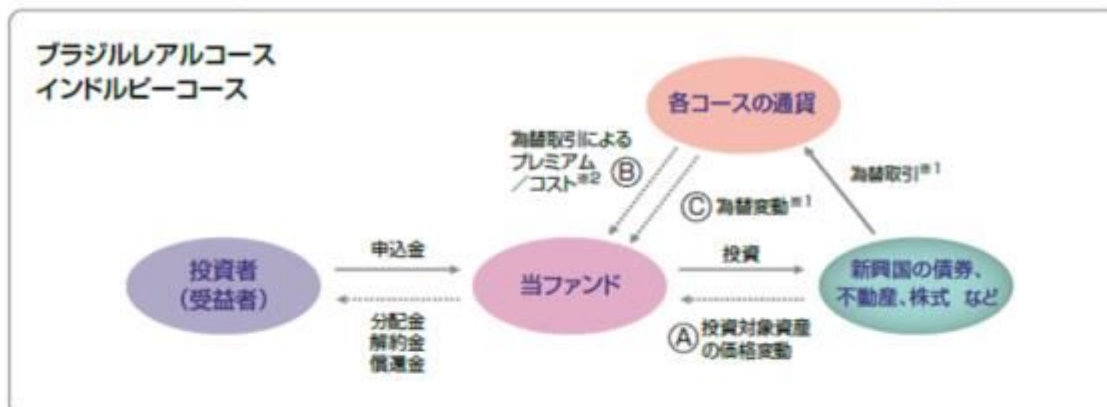 ブラジルレアルコース
インドルピーコース
各コースの通貨
為替取引による
プレミアム
／コスト※2 Ⓑ
為替取引※1
Ⓒ 為替変動※1
投資者
（受益者）
申込金
当ファンド
投資
新興国の債券、
不動産、株式 など
分配金
解約金
償還金
Ⓐ 投資対象資産
の価格変動